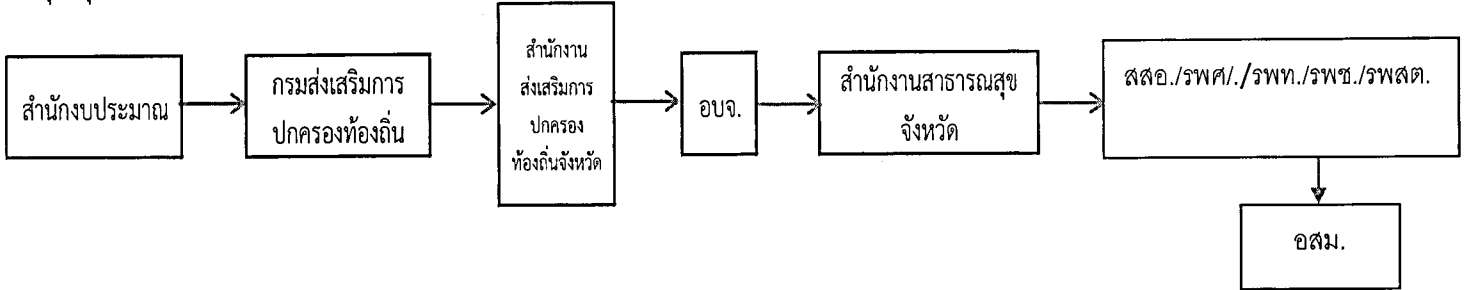 สำนักงบประมาณ
กรมส่งเสริมการ
ปกครองท้องถิ่น
สำนักงาน
ส่งเสริมการ
ปกครอง
ท้องถิ่นจังหวัด
อบจ.
สำนักงานสาธารณสุข
จังหวัด
สสอ./รพศ/./รพท./รพช./รพสต.
อสม.